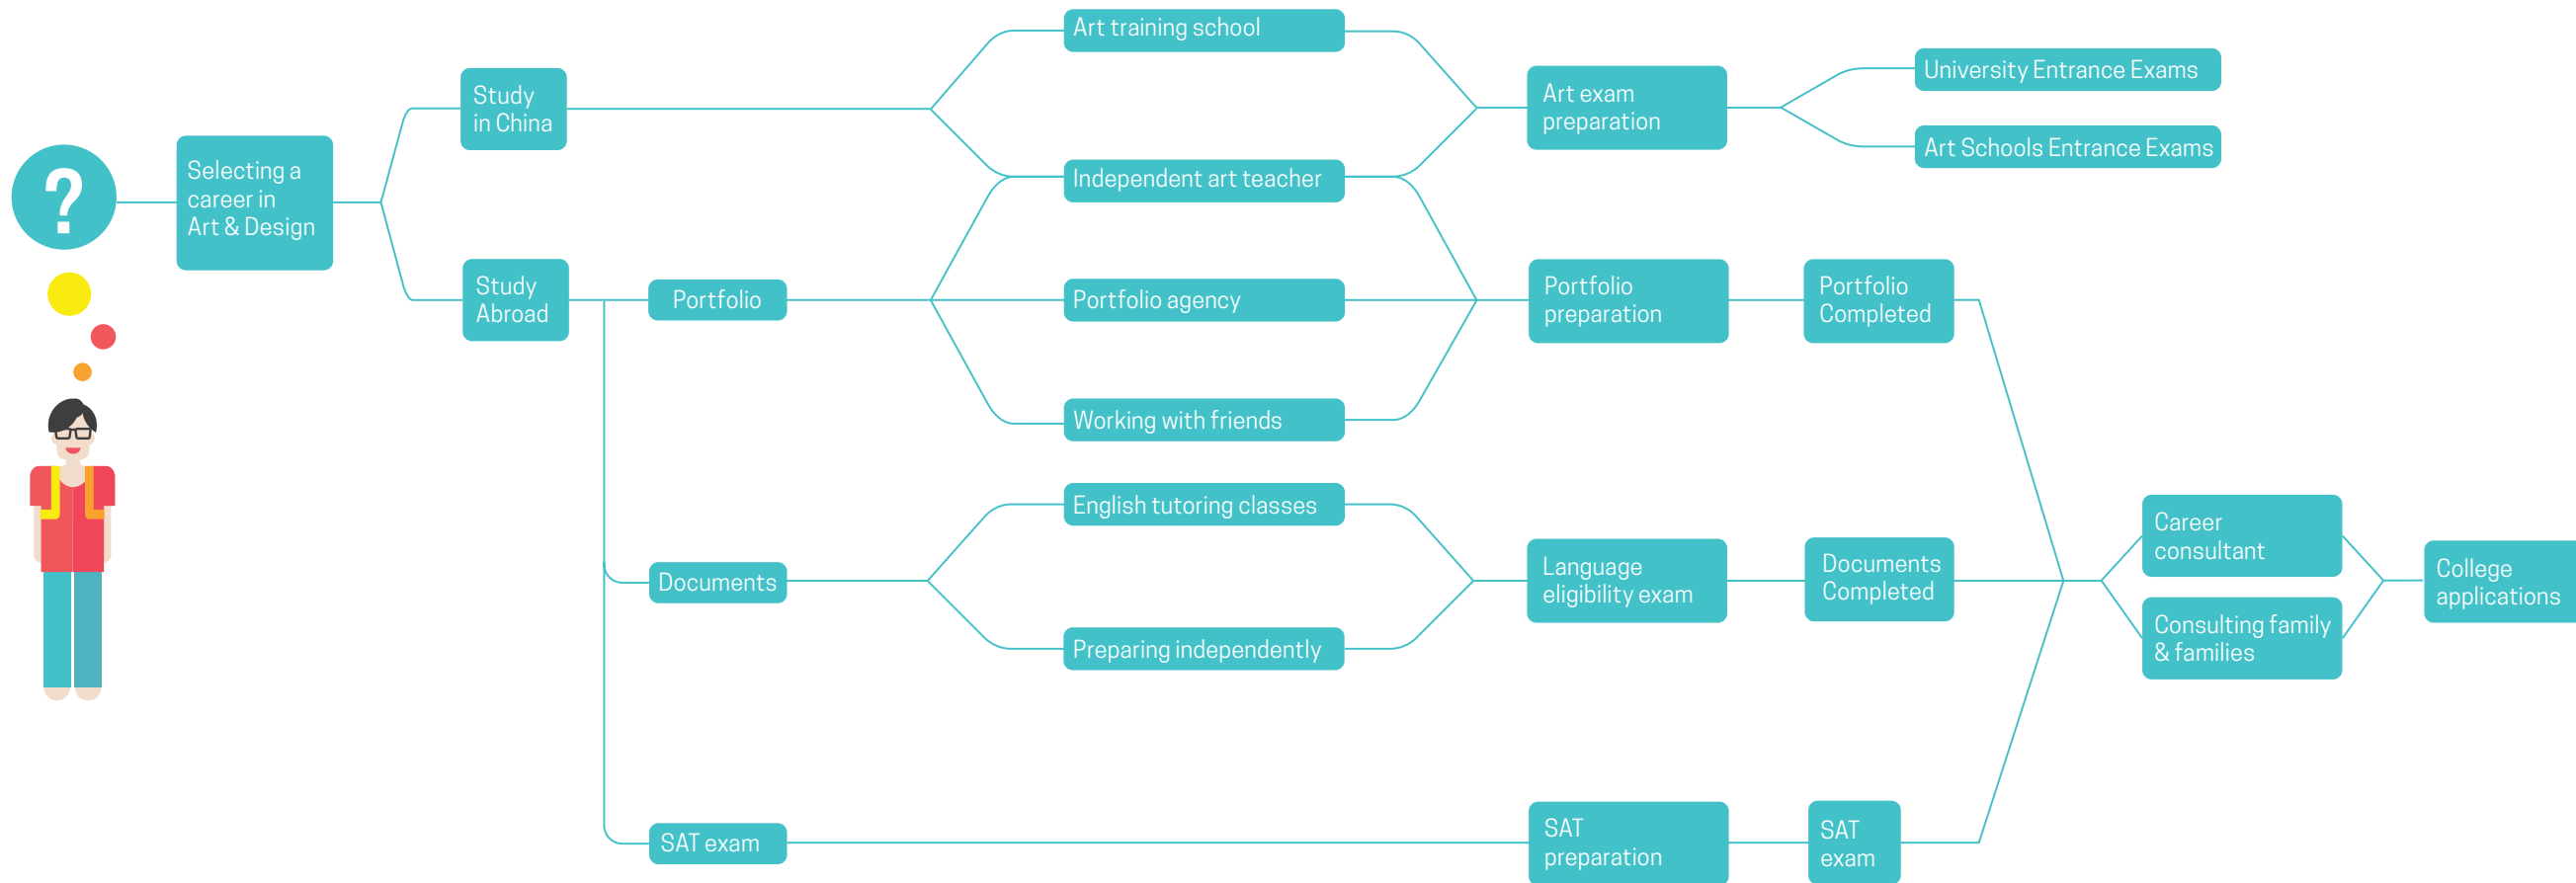 ?
Selecting a
career in
Art & Design
Study
in China
Study
Abroad
Portfolio
Documents
SAT exam
Art training school
Independent art teacher
Portfolio agency
Working with friends
English tutoring classes
Preparing independently
Art exam
preparation
Portfolio
preparation
Language
eligibility exam
SAT
preparation
University Entrance Exams
Art Schools Entrance Exams
Portfolio
Completed
Documents
Completed
SAT
exam
Career
consultant
Consulting family
& families
College
applications